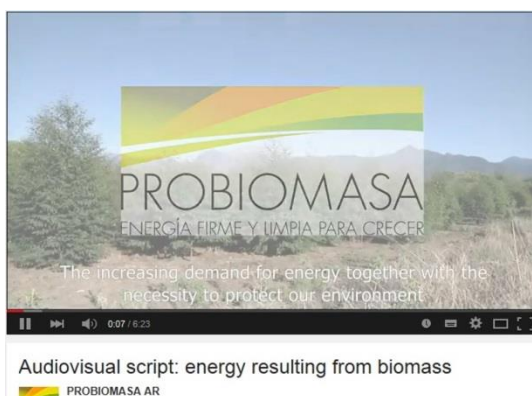 PROBIOMASA
ENERGÍA FIRME Y LIMPIA PARA CRECER
The increasing demand for energy together with the
necessity to protect our environment
0:07 / 6:23
Audiovisual script: energy resulting from biomass
PROBIOMASA AR